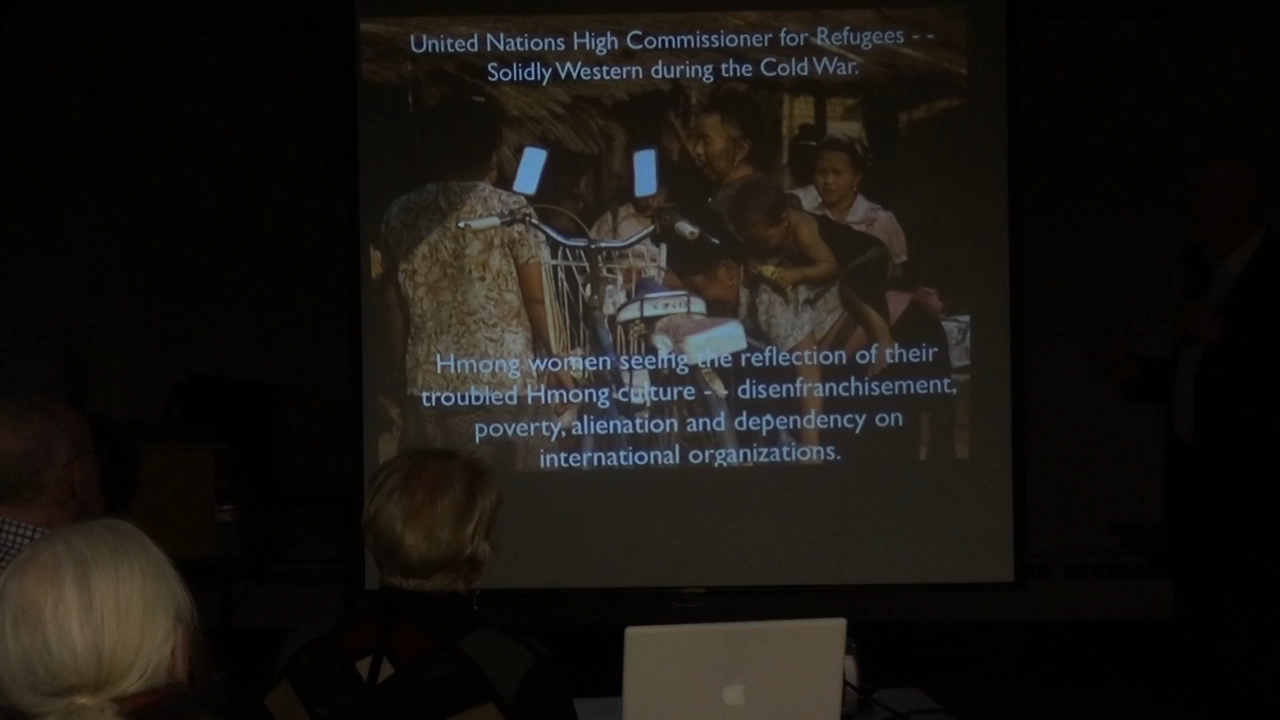 United Nations High Commissioner for Refugees - -
Solidly Western during the Cold War.
Hmong women seeing the reflection of their
troubled Hmong culture - - disenfranchisement,
poverty, alienation and dependency on
international organizations.